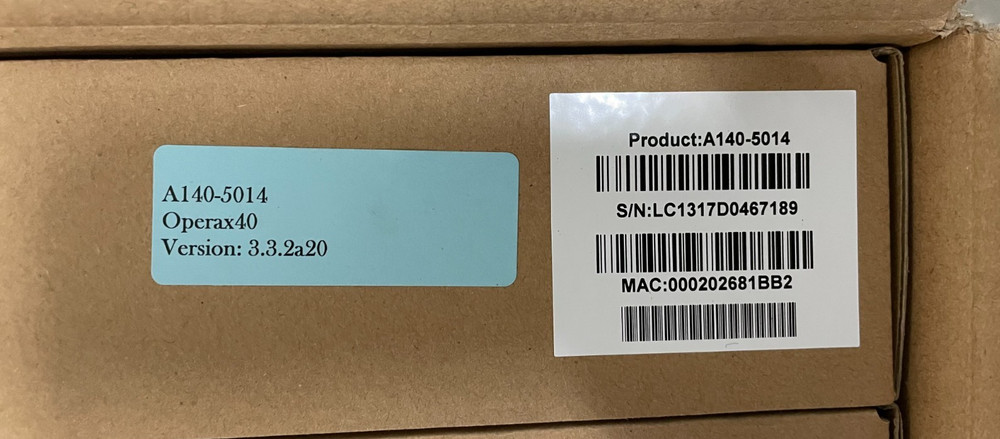 A140-5014
Operax40
Version: 3.3.2a20
Product:A140-5014
S/N:LC1317D0467189
MAC:000202681BB2